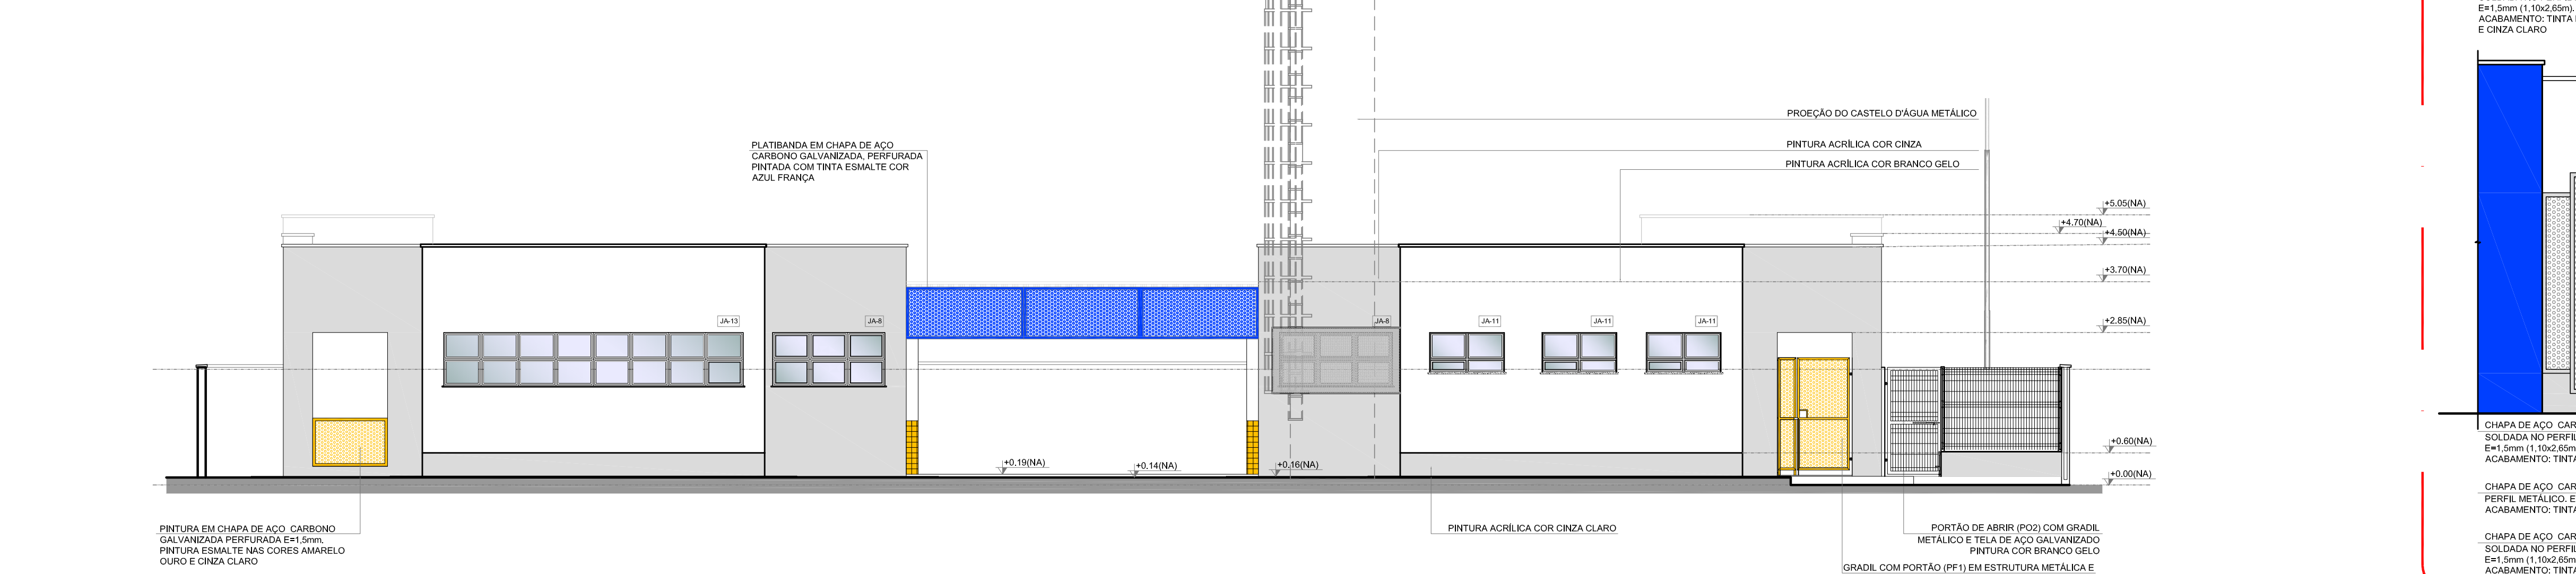 E=1,5mm (1,10x2,65m).
ACABAMENTO: TINTA
E CINZA CLARO
PROEÇÃO DO CASTELO D'ÁGUA METÁLICO
PLATIBANDA EM CHAPA DE AÇO
CARBONO GALVANIZADA, PERFURADA
PINTADA COM TINTA ESMALTE COR
AZUL FRANÇA
PINTURA ACRÍLICA COR CINZA
PINTURA ACRÍLICA COR BRANCO GELO
+5.05(NA)
+4.70(NA)
+4.50(NA)
+3.70(NA)
+2.85(NA)
JA-13
JA-8
JA-8
JA-11
JA-11
JA-11
+0.60(NA)
+0.19(NA)
+0.14(NA)
+0.16(NA)
+0.00(NA)
PINTURA EM CHAPA DE AÇO CARBONO
GALVANIZADA PERFURADA E=1,5mm,
PINTURA ESMALTE NAS CORES AMARELO
OURO E CINZA CLARO
PINTURA ACRÍLICA COR CINZA CLARO
PORTÃO DE ABRIR (PO2) COM GRADIL
METÁLICO E TELA DE AÇO GALVANIZADO
PINTURA COR BRANCO GELO
GRADIL COM PORTÃO (PF1) EM ESTRUTURA METÁLICA E
CHAPA DE AÇO CAR
SOLDADA NO PERFIL
E=1,5mm (1,10x2,65m
ACABAMENTO: TINTA
CHAPA DE AÇO CAR
PERFIL METÁLICO. E
ACABAMENTO: TINTA
CHAPA DE AÇO CAR
SOLDADA NO PERFIL
E=1,5mm (1,10x2,65m
ACABAMENTO: TINTA